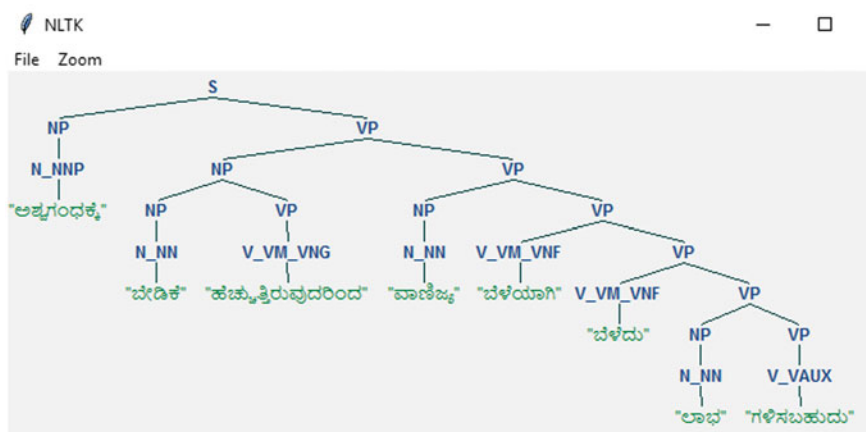 NLTK
File Zoom
S
NP VP
N_NNP NP VP
"ಅಶ್ವಗಂಧಕ್ಕೆ" NP VP NP VP
N_NN V_VM_VNG N_NN V_VM_VNF VP
"ಬೇಡಿಕೆ" "ಹೆಚ್ಚುತ್ತಿರುವುದರಿಂದ" "ವಾಣಿಜ್ಯ" "ಬೆಳೆಯಾಗಿ" V_VM_VNF VP
"ಬೆಳೆದು" NP VP
N_NN V_VAUX
"ಲಾಭ" "ಗಳಿಸಬಹುದು"